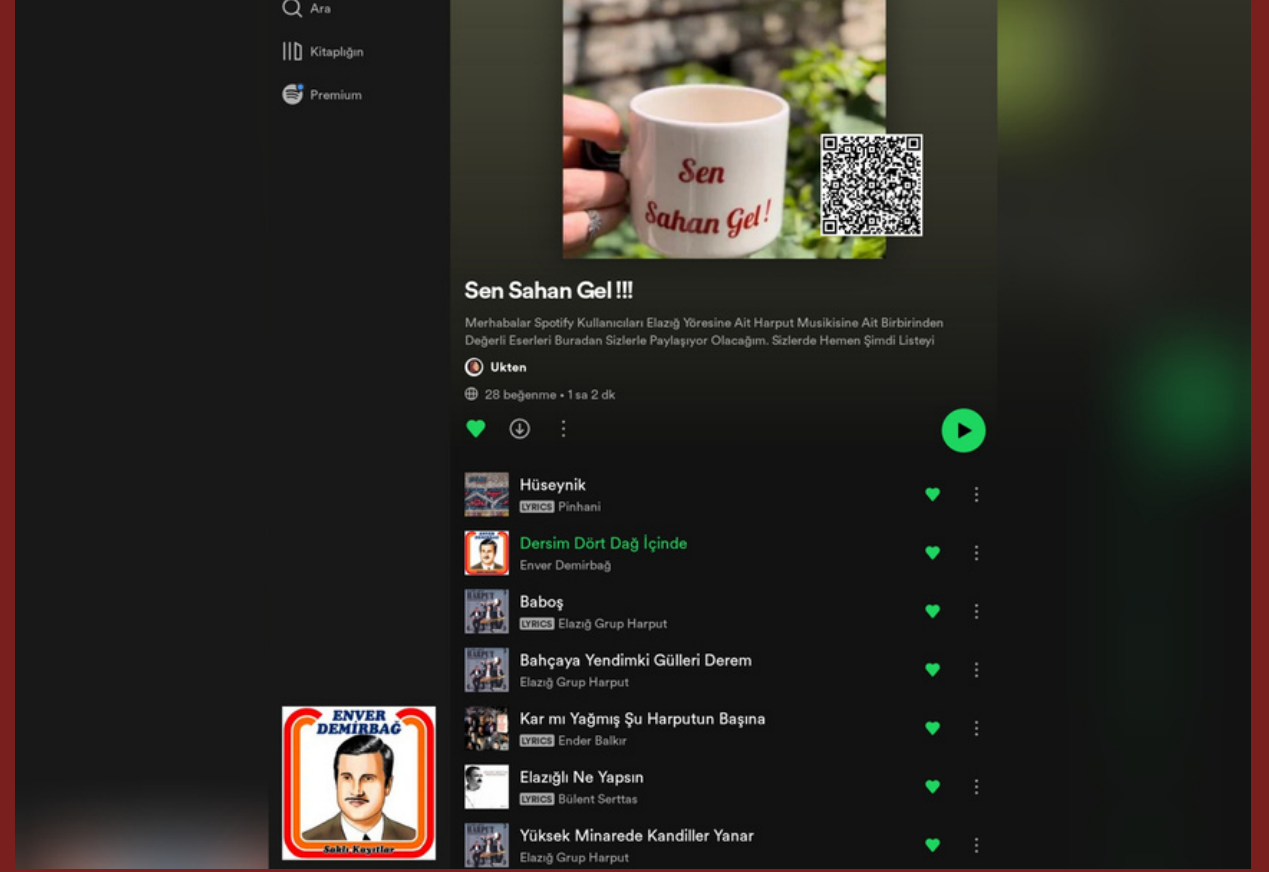 Ara
Kitaplığın
Premium
Sen
Sahan Gel!
Sen Sahan Gel !!!
Merhabalar Spotify Kullanıcıları Elazığ Yöresine Ait Harput Musikisine Ait Birbirinden
Değerli Eserleri Buradan Sizlerle Paylaşıyor Olacağım. Sizlerde Hemen Şimdi Listeyi
Ukten
28 beğenme • 1 sa 2 dk
Hüseynik
LYRICS Pinhani
Dersim Dört Dağ İçinde
Enver Demirbağ
Baboş
LYRICS Elazığ Grup Harput
Bahçaya Yendimki Gülleri Derem
Elazığ Grup Harput
Kar mı Yağmış Şu Harputun Başına
LYRICS Ender Balkır
Elazığlı Ne Yapsın
LYRICS Bülent Serttas
Yüksek Minarede Kandiller Yanar
Elazığ Grup Harput
ENVER
DEMİRBAĞ
Saklı Kayıtlar